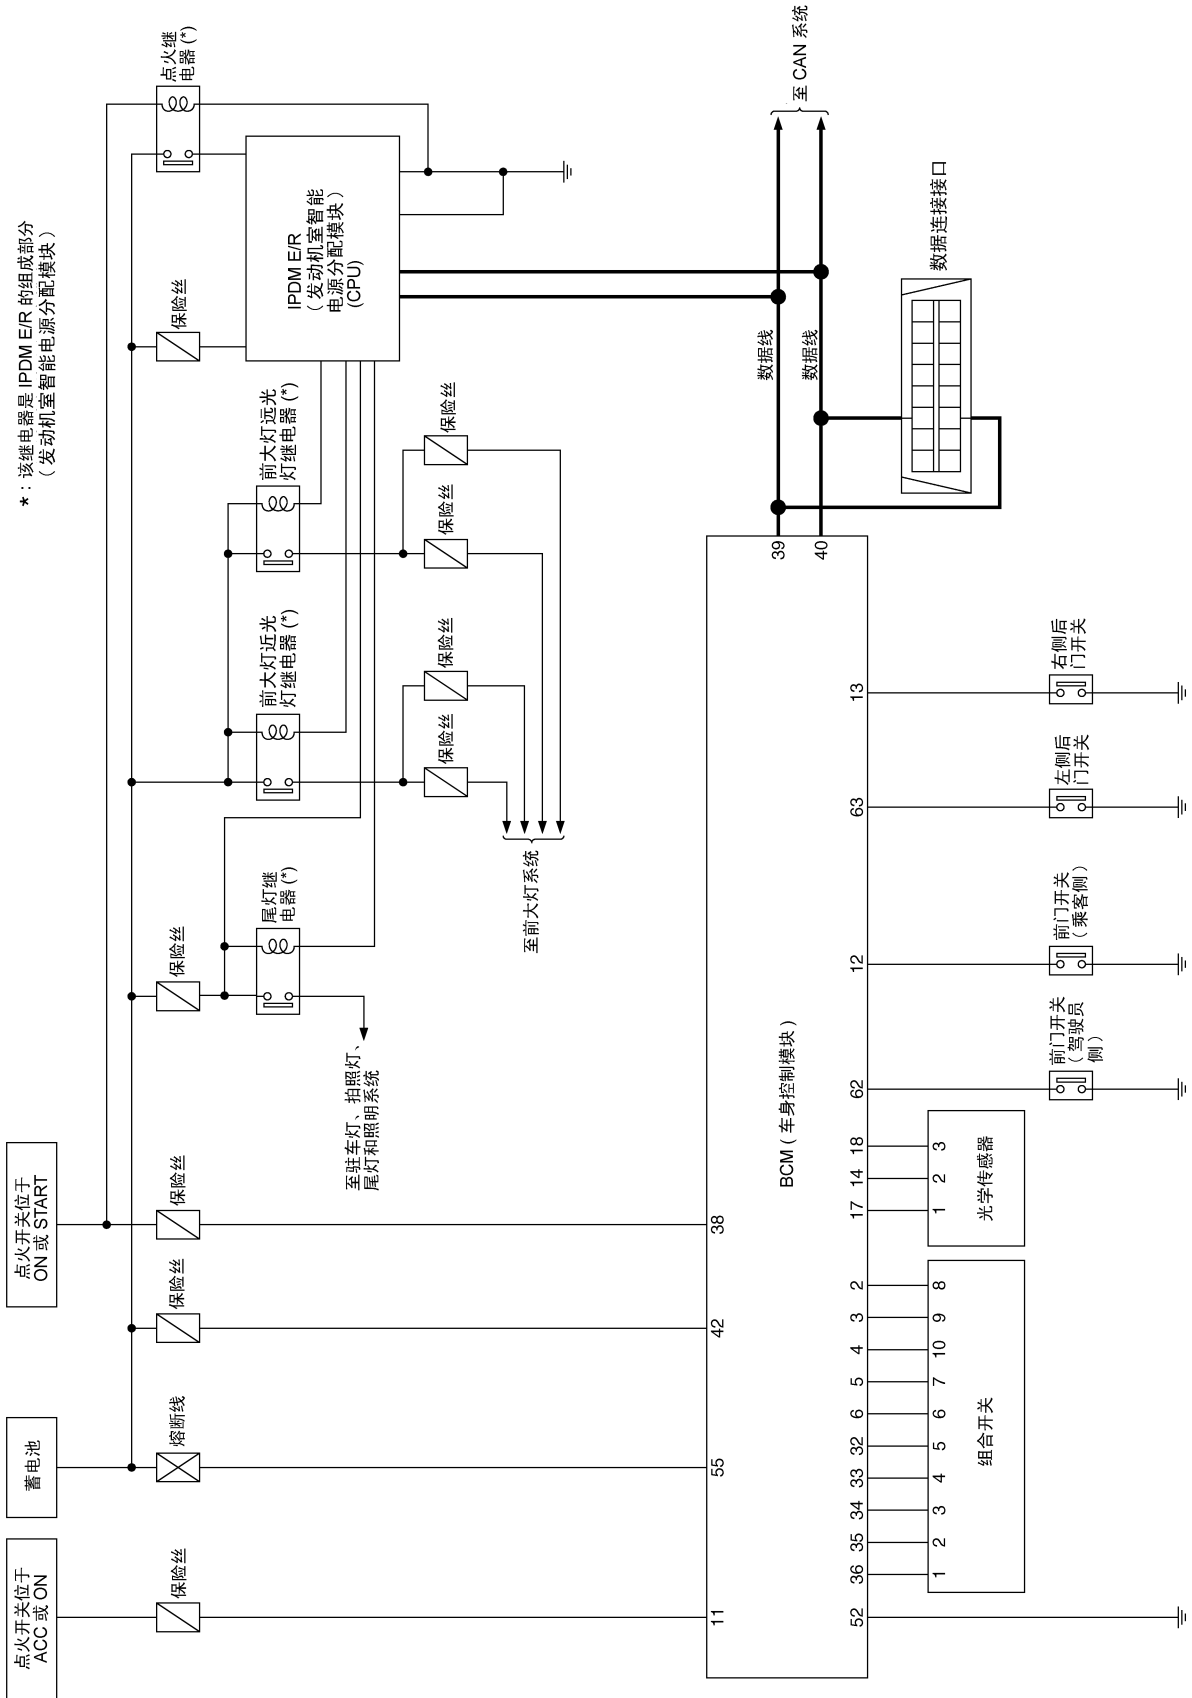 点火开关位于
ACC 或 ON
蓄电池
点火开关位于
ON 或 START
*：该继电器是 IPDM E/R 的组成部分
（发动机室智能电源分配模块）
保险丝
熔断线
保险丝
保险丝
保险丝
保险丝
点火继
电器 (*)
尾灯继
电器 (*)
前大灯近光
灯继电器 (*)
前大灯远光
灯继电器 (*)
IPDM E/R
（发动机室智能
电源分配模块）
(CPU)
至驻车灯、拍照灯、
尾灯和照明系统
保险丝
保险丝
保险丝
保险丝
至前大灯系统
11
55
42
38
BCM（车身控制模块）
39
40
数据线
数据线
至 CAN 系统
数据连接接口
52
36
35
34
33
32
6
5
4
3
2
17
14
18
62
12
63
13
1
2
3
4
5
6
7
10
9
8
组合开关
1
2
3
光学传感器
前门开关
（驾驶员
侧）
前门开关
（乘客侧）
左侧后
门开关
右侧后
门开关